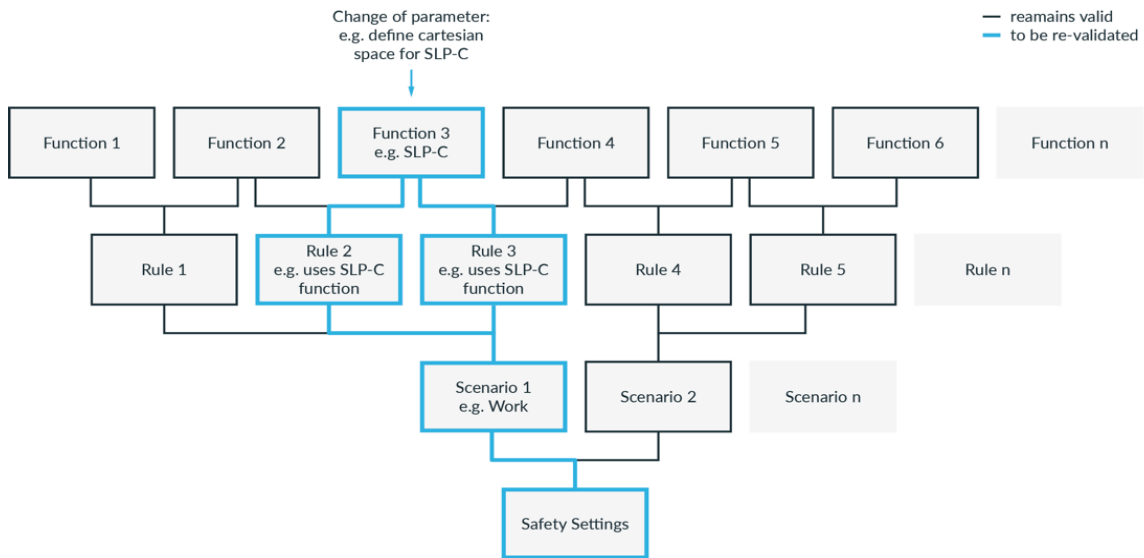 Change of parameter:
e.g. define cartesian
space for SLP-C
reamains valid
to be re-validated
Function 1
Function 2
Function 3
e.g. SLP-C
Function 4
Function 5
Function 6
Function n
Rule 1
Rule 2
e.g. uses SLP-C
function
Rule 3
e.g. uses SLP-C
function
Rule 4
Rule 5
Rule n
Scenario 1
e.g. Work
Scenario 2
Scenario n
Safety Settings